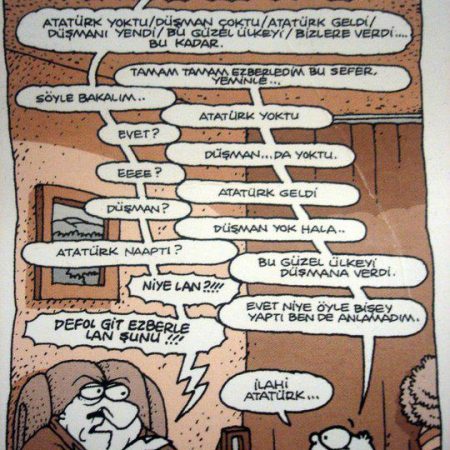 ATATÜRK YOKTU/DÜŞMAN ÇOKTU/ATATÜRK GELDİ/
DÜŞMANI YENDİ/BU GÜZEL ÜLKEYİ/BİZLERE VERDİ....
BU KADAR.
TAMAM TAMAM EZBERLEDİM BU SEFER,
YEMİNLE...
SÖYLE BAKALIM..
ATATÜRK YOKTU
EVET?
DÜŞMAN...DA YOKTU.
EEEE?
ATATÜRK GELDİ
DÜŞMAN?
DÜŞMAN YOK HALA..
ATATÜRK NAAPTI?
BU GÜZEL ÜLKEYİ
DÜŞMANA VERDİ.
NİYE LAN?!!!
EVET NİYE ÖYLE BİŞEY
YAPTI BEN DE ANLAMADIM.
DEFOL GİT EZBERLE
LAN ŞUNU!!!
İLAHİ
ATATÜRK...